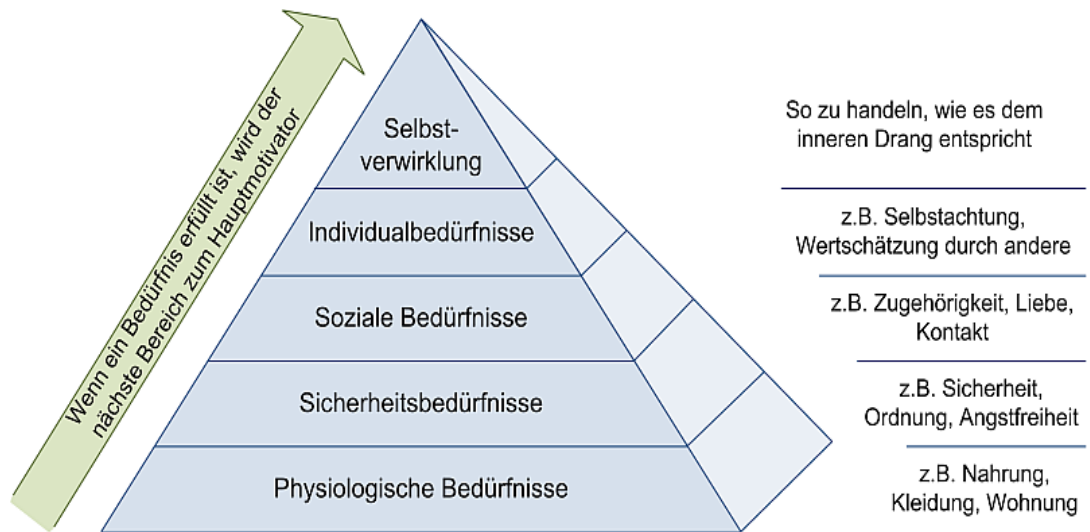 Wenn ein Bedürfnis erfüllt ist, wird der
nächste Bereich zum Hauptmotivator
Selbst-
verwirklung
So zu handeln, wie es dem
inneren Drang entspricht
Individualbedürfnisse
z.B. Selbstachtung,
Wertschätzung durch andere
Soziale Bedürfnisse
z.B. Zugehörigkeit, Liebe,
Kontakt
Sicherheitsbedürfnisse
z.B. Sicherheit,
Ordnung, Angstfreiheit
Physiologische Bedürfnisse
z.B. Nahrung,
Kleidung, Wohnung